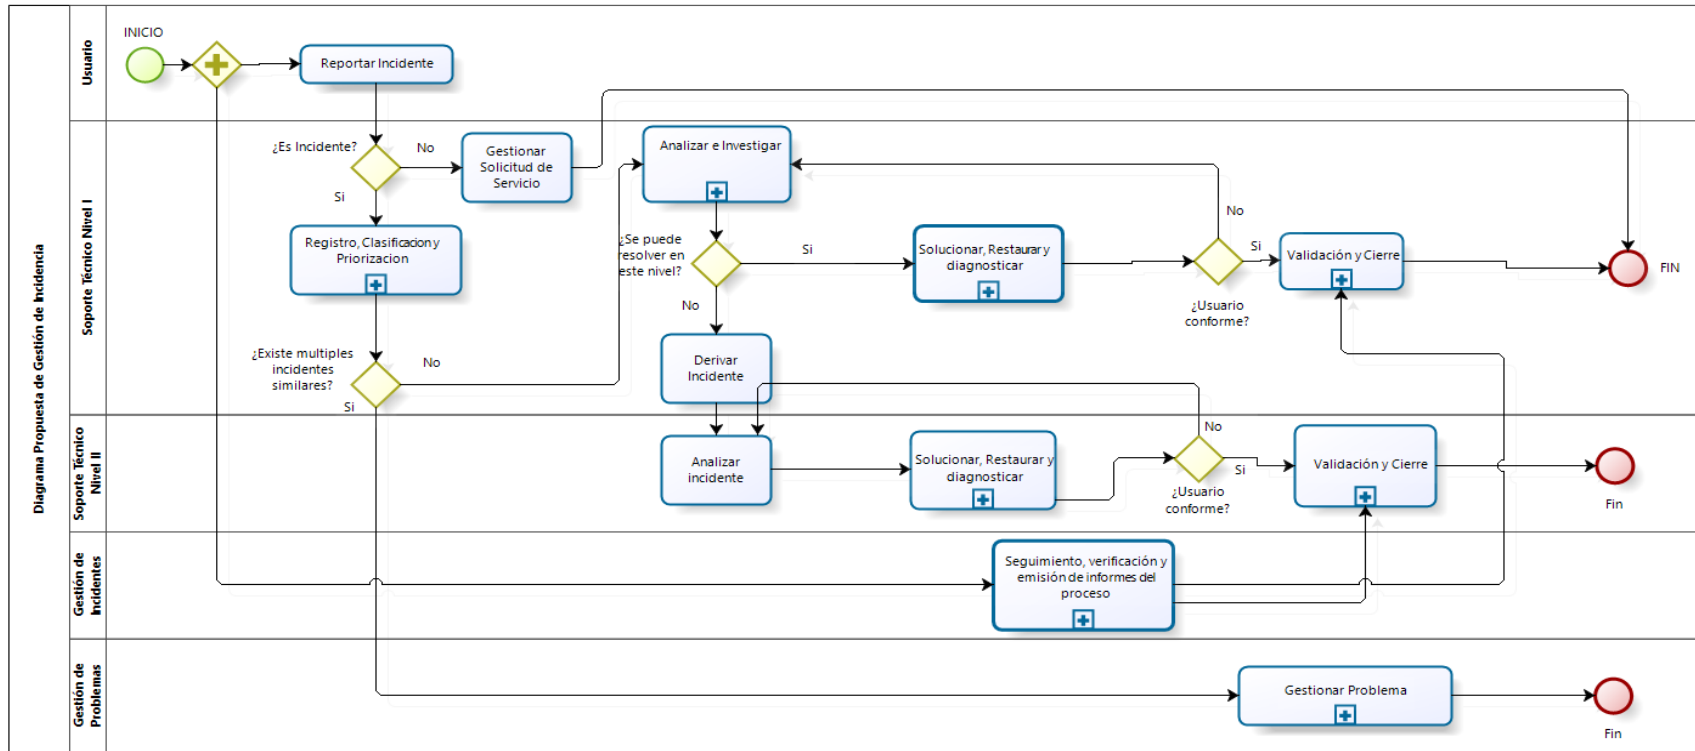 Diagrama Propuesta de Gestión de Incidencia
Usuario
INICIO
Reportar Incidente
Soporte Técnico Nivel I
¿Es Incidente?
No
Si
Gestionar
Solicitud de
Servicio
Registro, Clasificacion y
Priorizacion
¿Existe multiples
incidentes
similares?
No
Si
Analizar e Investigar
¿Se puede
resolver en
este nivel?
Si
No
Solucionar, Restaurar y
diagnosticar
No
Si
¿Usuario
conforme?
Validación y Cierre
FIN
Derivar
Incidente
Soporte Técnico
Nivel II
Analizar
incidente
Solucionar, Restaurar y
diagnosticar
No
Si
¿Usuario
conforme?
Validación y Cierre
Fin
Gestión de
Incidentes
Seguimiento, verificación y
emisión de informes del
proceso
Gestión de
Problemas
Gestionar Problema
Fin